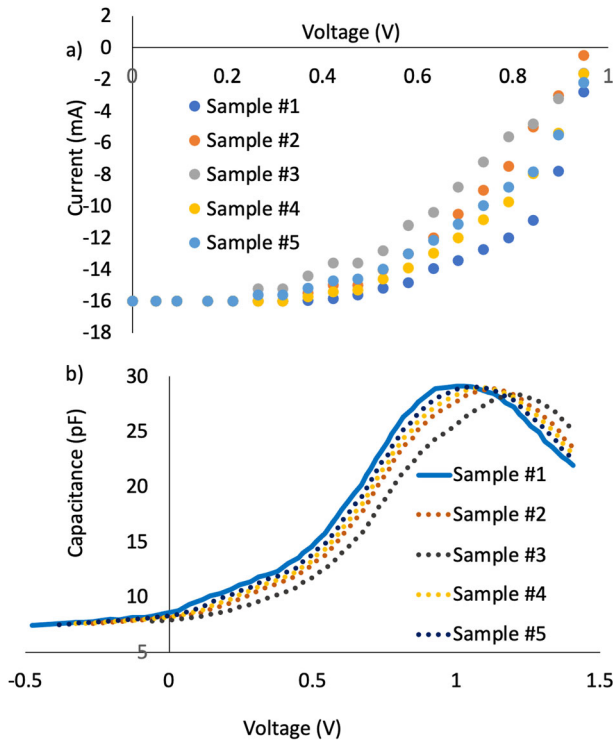 a)
Voltage (V)
2
0
-2
-4
-6
-8
-10
-12
-14
-16
-18
Current (mA)
0 0.2 0.4 0.6 0.8 1
Sample #1
Sample #2
Sample #3
Sample #4
Sample #5
b)
30
25
20
15
10
5
Capacitance (pF)
Sample #1
Sample #2
Sample #3
Sample #4
Sample #5
-0.5 0 0.5 1 1.5
Voltage (V)